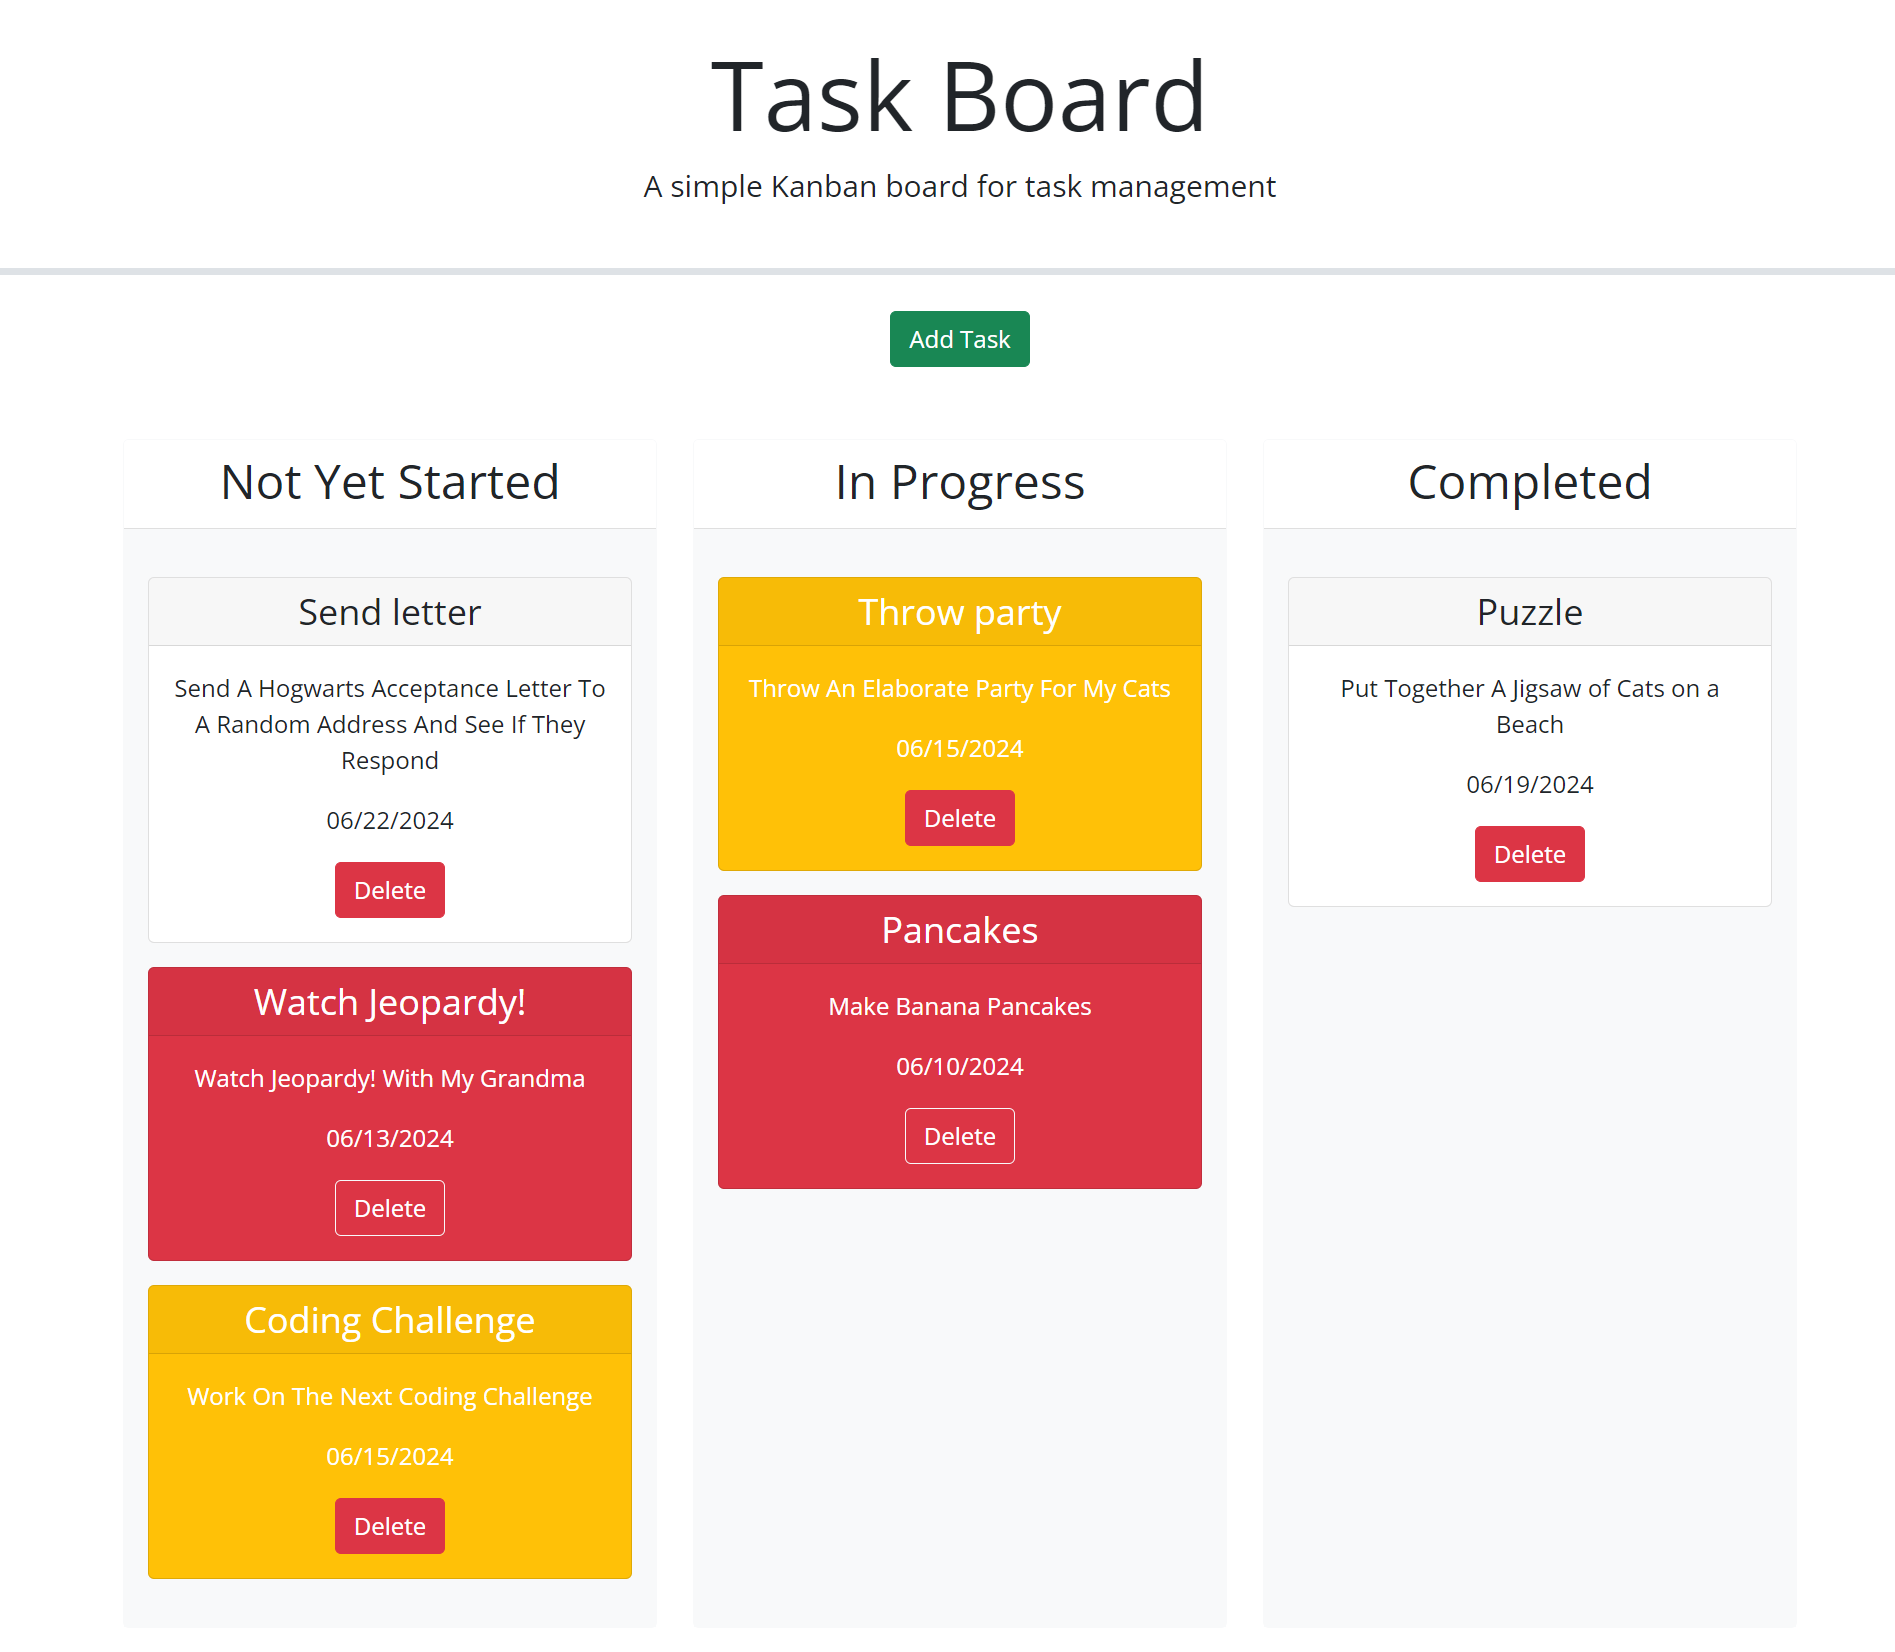 Task Board
A simple Kanban board for task management
Add Task
Not Yet Started
Send letter
Send A Hogwarts Acceptance Letter To
A Random Address And See If They
Respond
06/22/2024
Delete
Watch Jeopardy!
Watch Jeopardy! With My Grandma
06/13/2024
Delete
Coding Challenge
Work On The Next Coding Challenge
06/15/2024
Delete
In Progress
Throw party
Throw An Elaborate Party For My Cats
06/15/2024
Delete
Pancakes
Make Banana Pancakes
06/10/2024
Delete
Completed
Puzzle
Put Together A Jigsaw of Cats on a
Beach
06/19/2024
Delete